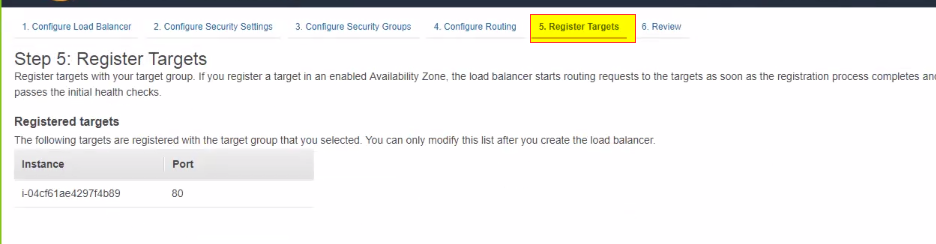 1. Configure Load Balancer 2. Configure Security Settings 3. Configure Security Groups 4. Configure Routing 5. Register Targets 6. Review
Step 5: Register Targets
Register targets with your target group. If you register a target in an enabled Availability Zone, the load balancer starts routing requests to the targets as soon as the registration process completes and
passes the initial health checks.
Registered targets
The following targets are registered with the target group that you selected. You can only modify this list after you create the load balancer.
Instance Port
i-04cf61ae4297f4b89 80